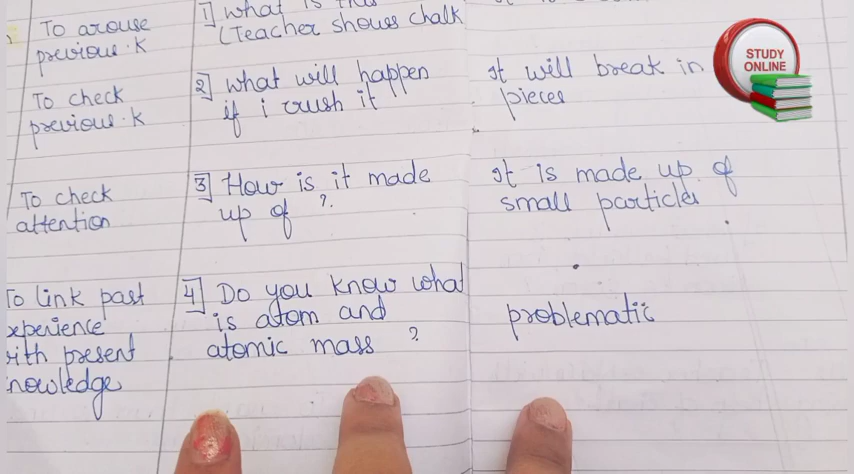 To arouse
previous.K
1] what is this
(Teacher shows chalk
To check
previous.K
2] what will happen
if i crush it
It will break in
pieces
To check
attention
3] How is it made
up of ?
It is made up of
small particles
To link past
xperience
with present
nowledge
4] Do you know what
is atom and
atomic mass ?
problematic
STUDY
ONLINE